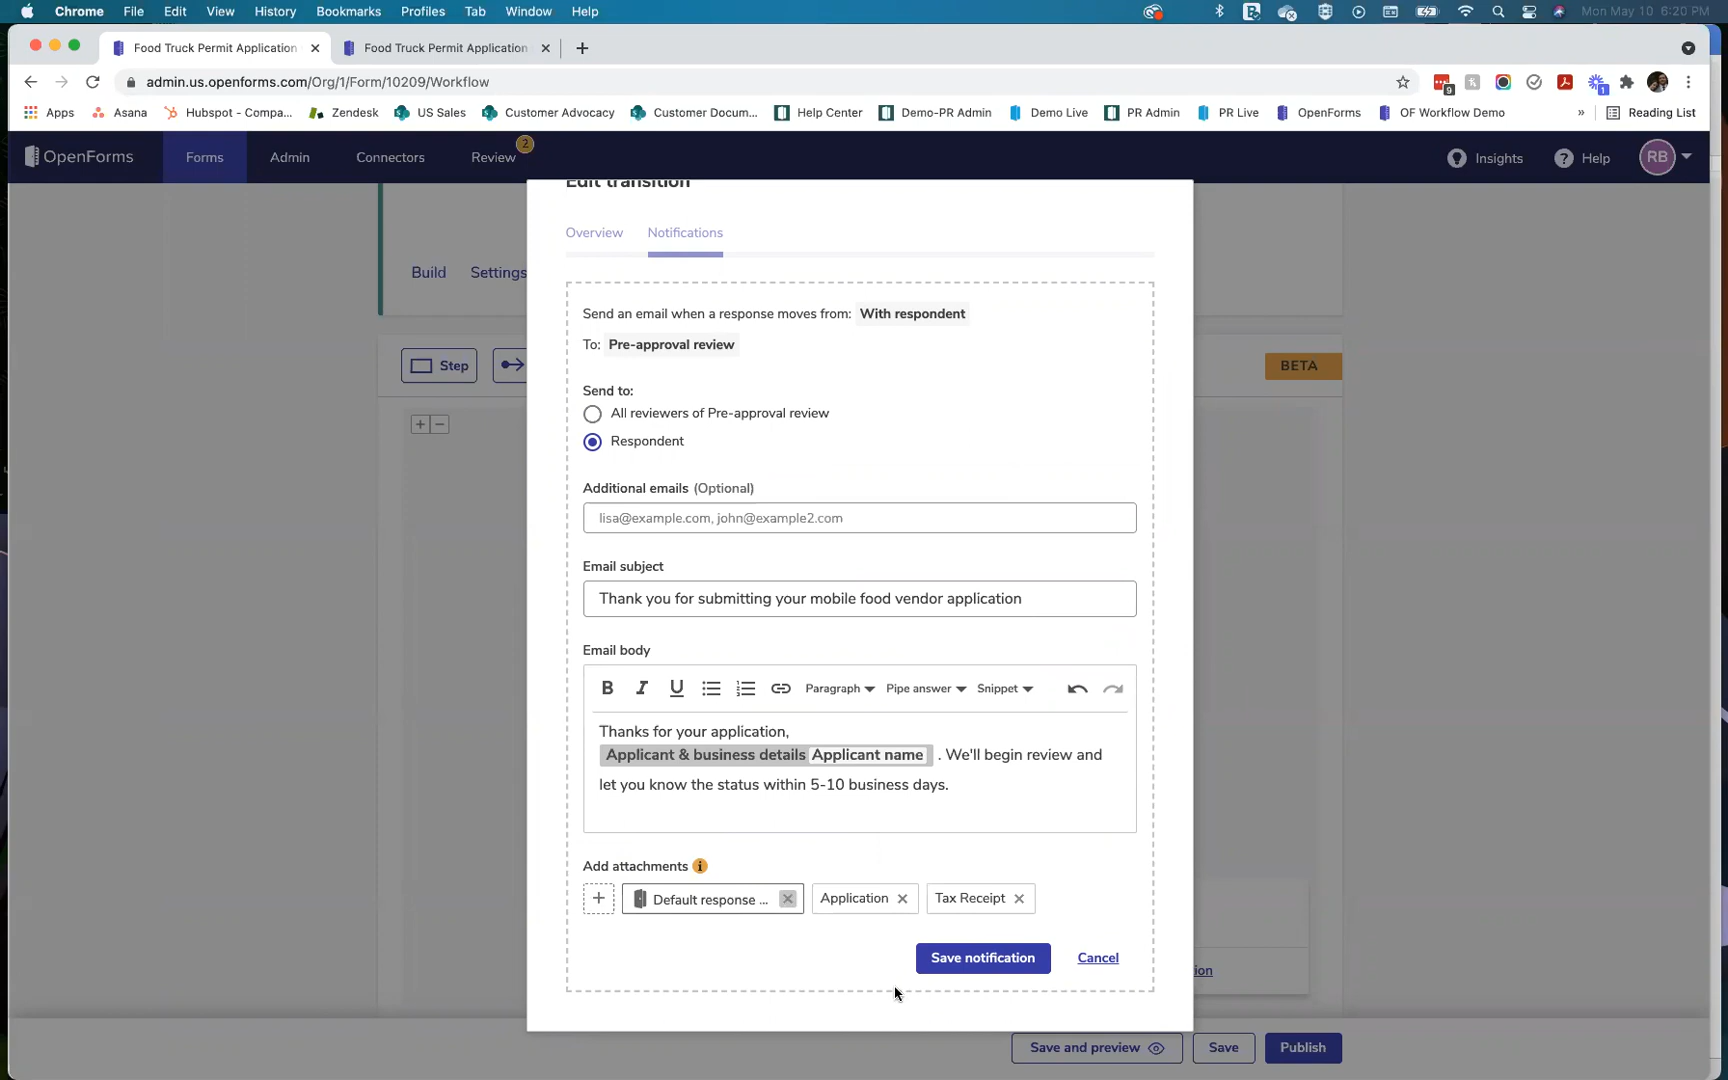 Chrome File Edit View History Bookmarks Profiles Tab Window Help Mon May 10 6:20 PM
Food Truck Permit Application Food Truck Permit Application
admin.us.openforms.com/Org/1/Form/10209/Workflow
9 1
Apps Asana Hubspot - Compa... Zendesk US Sales Customer Advocacy Customer Docum... Help Center Demo-PR Admin Demo Live PR Admin PR Live OpenForms OF Workflow Demo » Reading List
OpenForms Forms Admin Connectors Review 2 Insights Help RB
Edit transition
Overview Notifications
Build Settings
Send an email when a response moves from: With respondent
To: Pre-approval review
Step
BETA
Send to:
All reviewers of Pre-approval review
Respondent
Additional emails (Optional)
lisa@example.com, john@example2.com
Email subject
Thank you for submitting your mobile food vendor application
Email body
B I U Paragraph Pipe answer Snippet
Thanks for your application,
Applicant & business details Applicant name . We'll begin review and
let you know the status within 5-10 business days.
Add attachments i
+ Default response ... Application Tax Receipt
Save notification Cancel
ion
Save and preview Save Publish